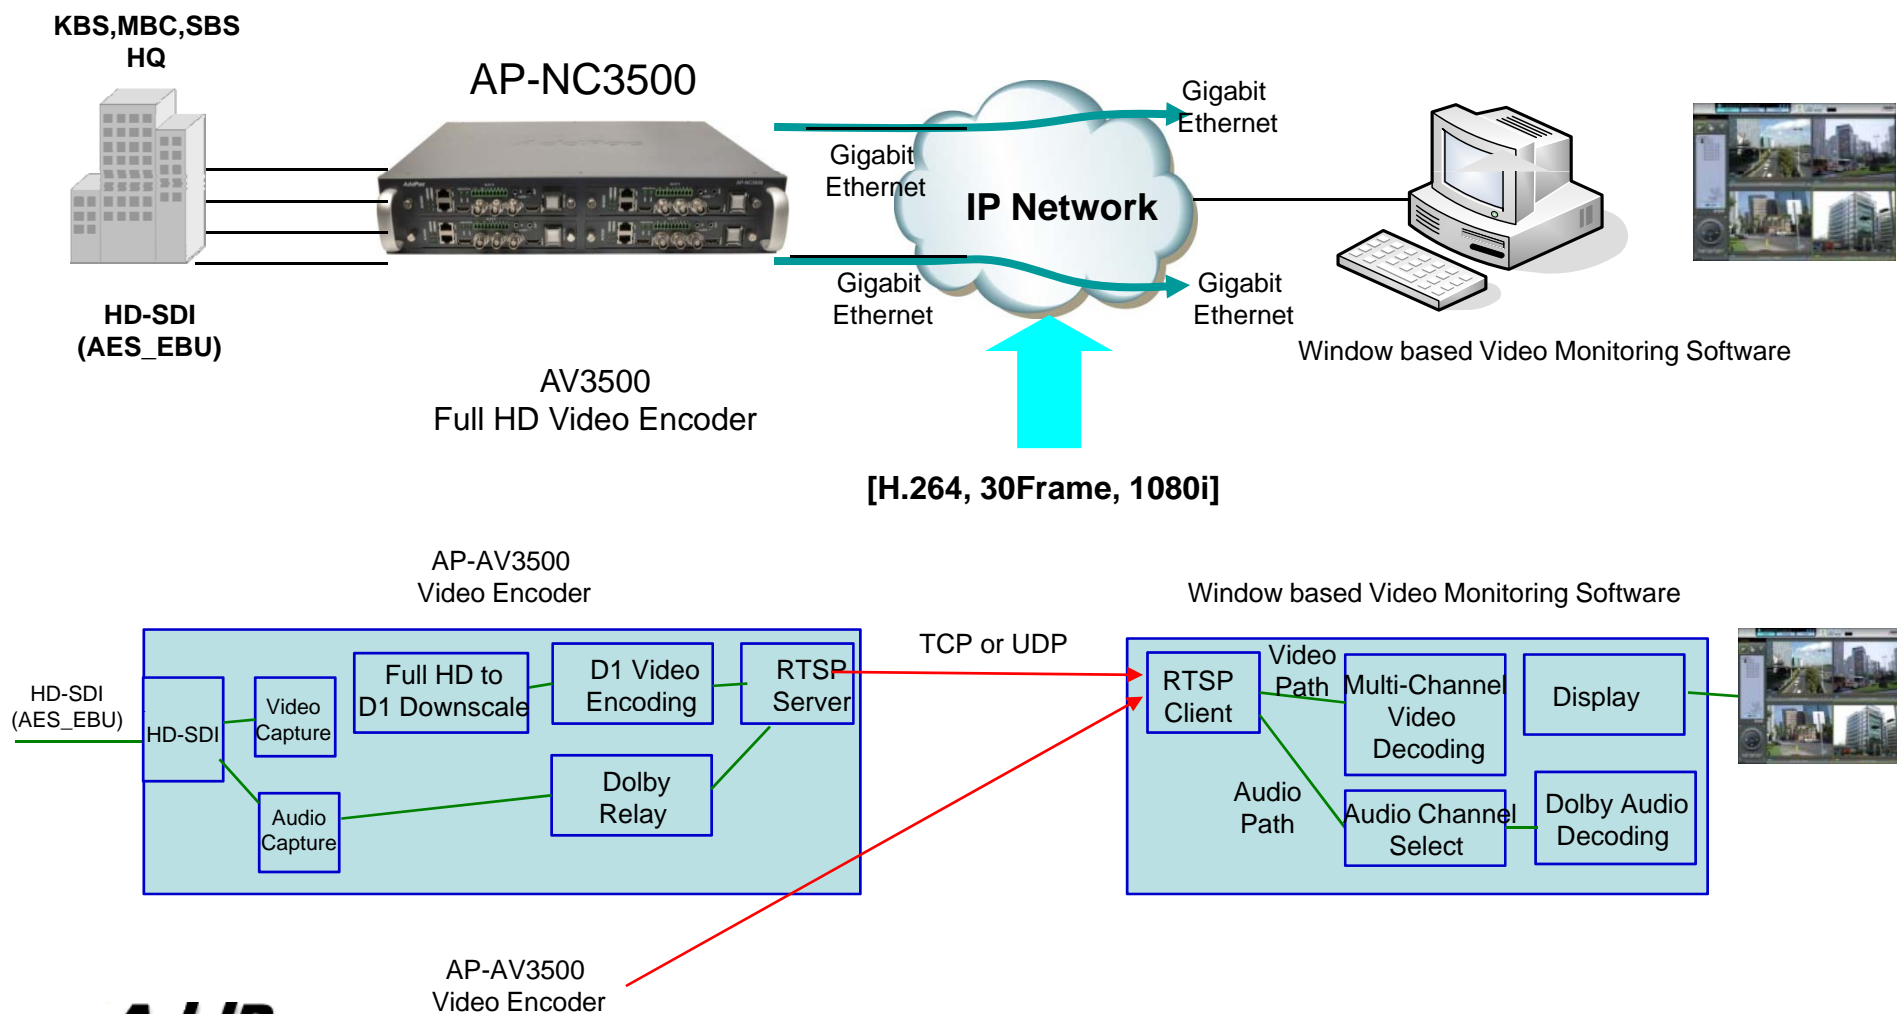 KBS,MBC,SBS
HQ
AP-NC3500
Gigabit
Ethernet
Gigabit
Ethernet
IP Network
Gigabit
Ethernet
Gigabit
Ethernet
HD-SDI
(AES_EBU)
Window based Video Monitoring Software
AV3500
Full HD Video Encoder
[H.264, 30Frame, 1080i]
AP-AV3500
Video Encoder
Window based Video Monitoring Software
HD-SDI
(AES_EBU)
HD-SDI
Video
Capture
Full HD to
D1 Downscale
D1 Video
Encoding
RTSP
Server
Audio
Capture
Dolby
Relay
TCP or UDP
RTSP
Client
Video
Path
Multi-Channel
Video
Decoding
Display
Audio
Path
Audio Channel
Select
Dolby Audio
Decoding
AP-AV3500
Video Encoder